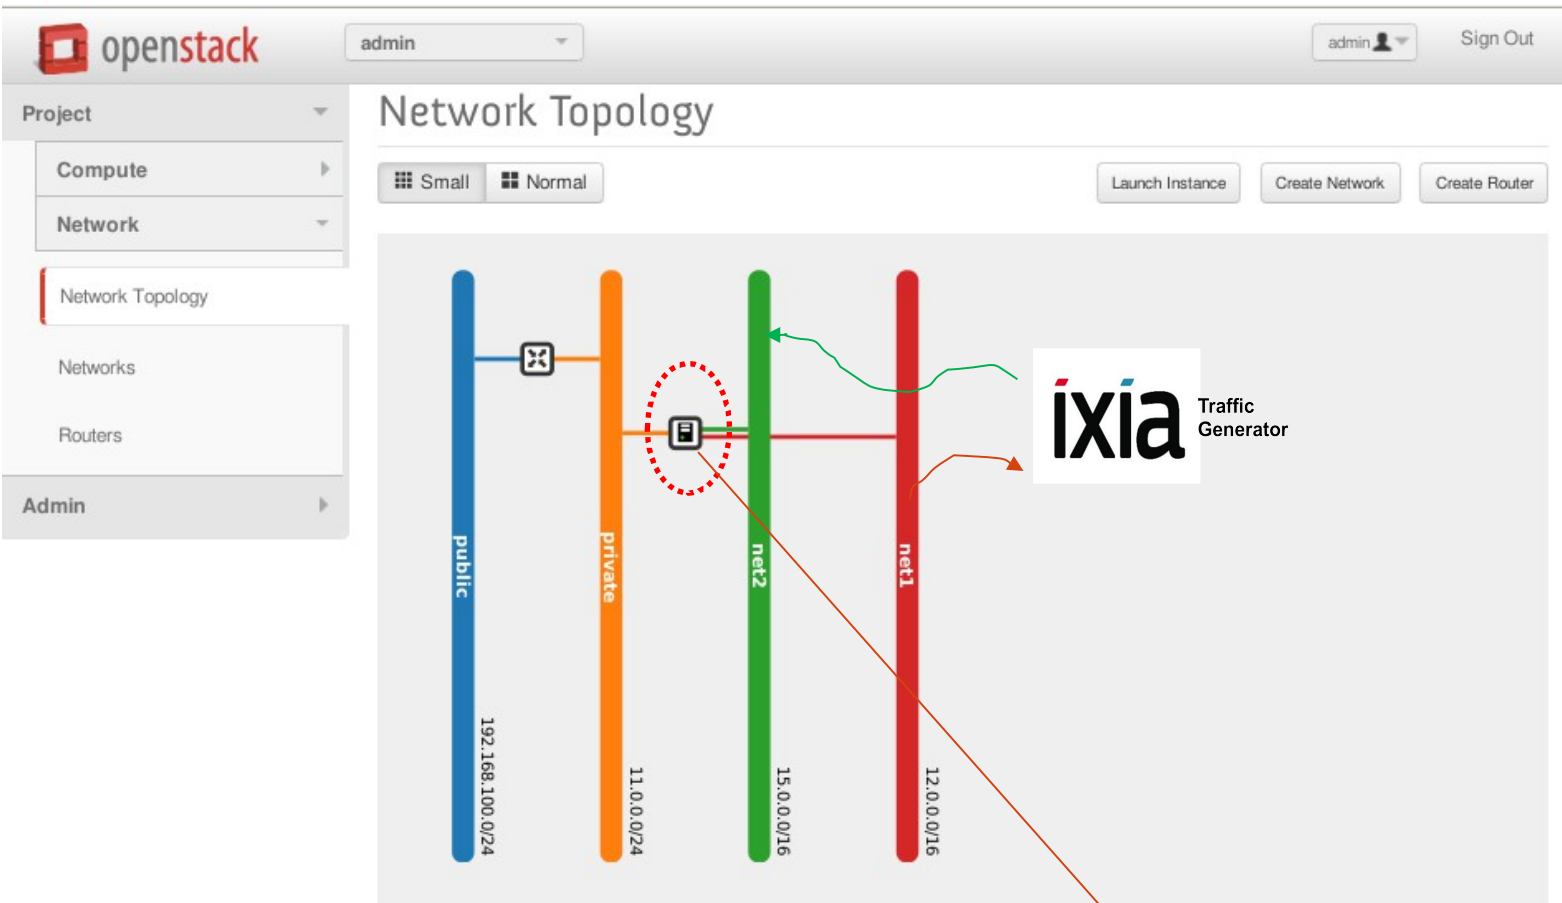 openstack
admin
admin
Sign Out
Project
Compute
Network
Network Topology
Networks
Routers
Admin
Network Topology
Small
Normal
Launch Instance
Create Network
Create Router
public
192.168.100.0/24
private
11.0.0.0/24
net2
15.0.0.0/16
net1
12.0.0.0/16
ixia
Traffic
Generator